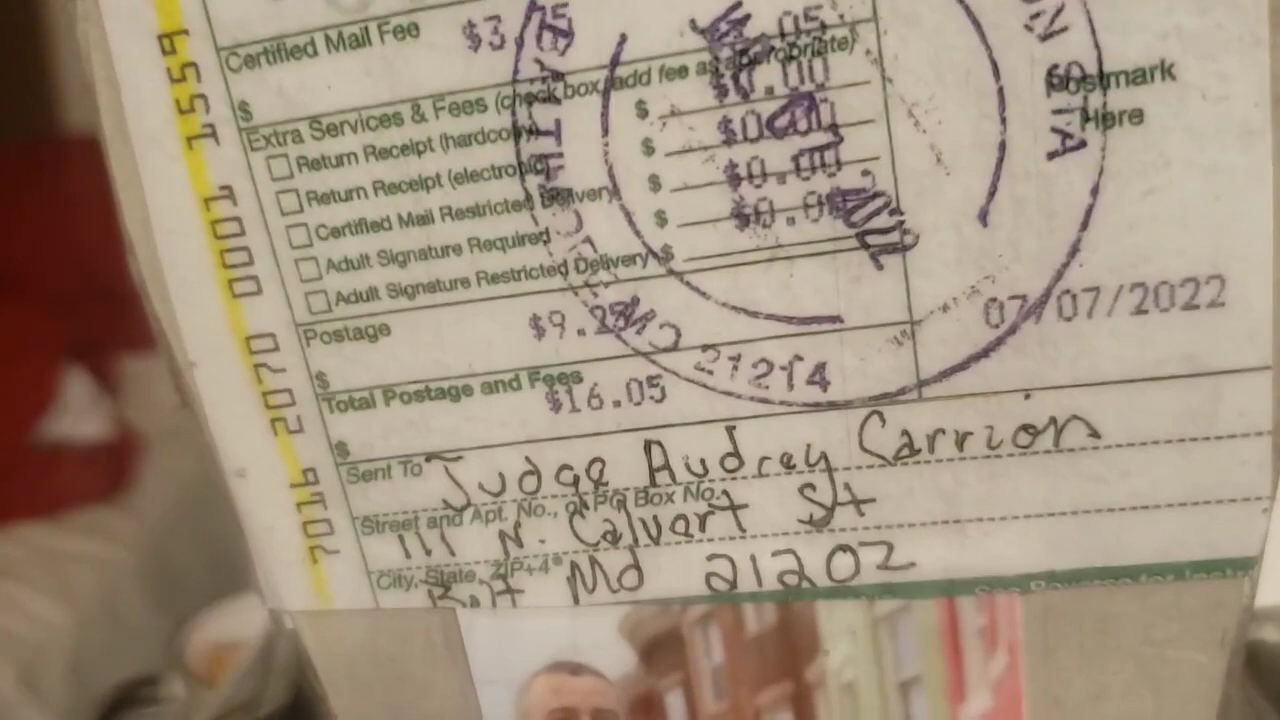 Certified Mail Fee $3
$ .05
Extra Services & Fees (check box, add fee as appropriate)
Return Receipt (hardcopy) $ $0.00
Return Receipt (electronic) $ $0.00
Certified Mail Restricted Delivery $ $0.00
Adult Signature Required $ $0.00
Adult Signature Restricted Delivery $
Postmark
Here
Postage $9.
$
07/07/2022
MD 21214
Total Postage and Fees $16.05
$
Sent To Judge Audrey Carrion
Street and Apt. No., or PO Box No. 111 N. Calvert St
City, State, ZIP+4® Balt Md 21202
7016 2070 0001 1559